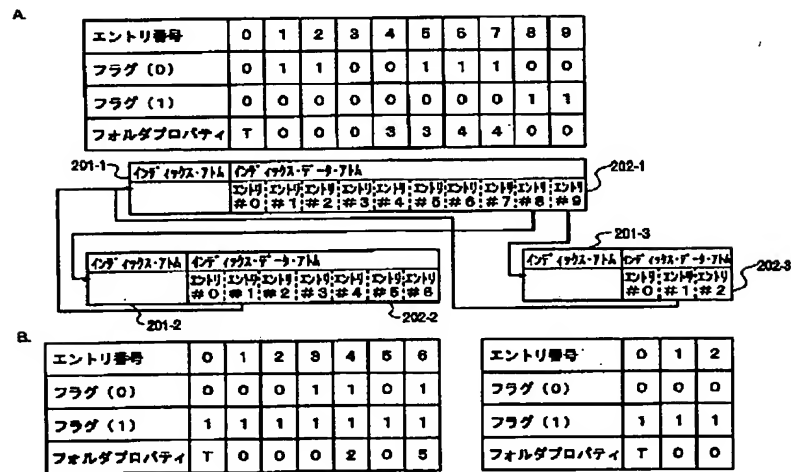 A.
エントリ番号 0 1 2 3 4 5 6 7 8 9
フラグ (0) 0 1 1 0 0 1 1 1 0 0
フラグ (1) 0 0 0 0 0 0 0 0 1 1
フォルダプロパティ T 0 0 0 3 3 4 4 0 0
201-1 インディックス・アトム インディックス・データ・アトム 202-1
エントリ #0 エントリ #1 エントリ #2 エントリ #3 エントリ #4 エントリ #5 エントリ #6 エントリ #7 エントリ #8 エントリ #9
201-3
インディックス・アトム インディックス・データ・アトム
エントリ #0 エントリ #1 エントリ #2 エントリ #3 エントリ #4 エントリ #5 エントリ #6
201-2 202-2
インディックス・アトム インディックス・データ・アトム
エントリ #0 エントリ #1 エントリ #2
202-3
B.
エントリ番号 0 1 2 3 4 5 6
フラグ (0) 0 0 0 1 1 0 1
フラグ (1) 1 1 1 1 1 1 1
フォルダプロパティ T 0 0 0 2 0 5
エントリ番号 0 1 2
フラグ (0) 0 0 0
フラグ (1) 1 1 1
フォルダプロパティ T 0 0